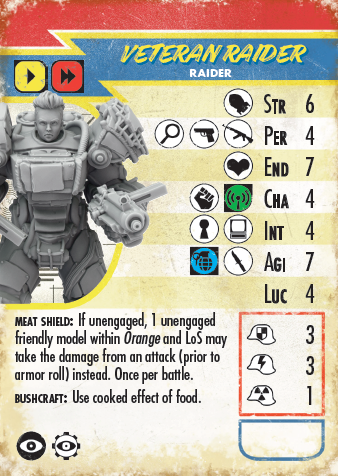 VETERAN RAIDER
RAIDER
STR 6
PER 4
END 7
CHA 4
INT 4
AGI 7
LUC 4
MEAT SHIELD: If unengaged, 1 unengaged
friendly model within Orange and LoS may
take the damage from an attack (prior to
armor roll) instead. Once per battle.
BUSHCRAFT: Use cooked effect of food.
3
3
1